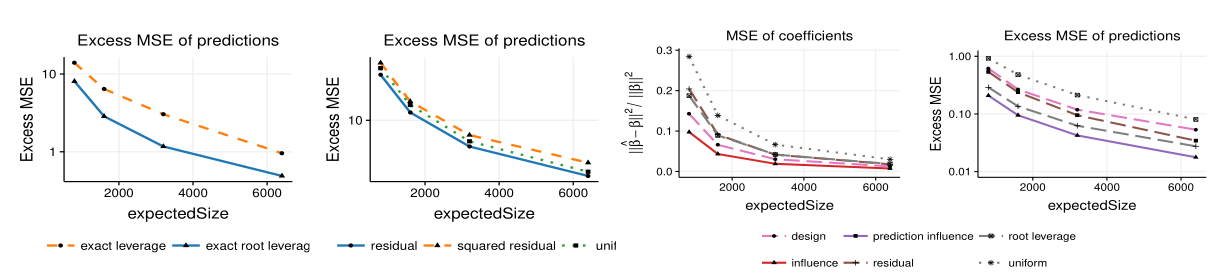 Excess MSE of predictions
Excess MSE
10
1
2000 4000 6000
expectedSize
exact leverage exact root leverag
Excess MSE of predictions
Excess MSE
10
2000 4000 6000
expectedSize
residual squared residual unif
MSE of coefficients
||β̂ − β||² / ||β||²
0.3
0.2
0.1
0.0
2000 4000 6000
expectedSize
Excess MSE of predictions
Excess MSE
1.00
0.10
0.01
2000 4000 6000
expectedSize
design prediction influence root leverage
influence residual uniform